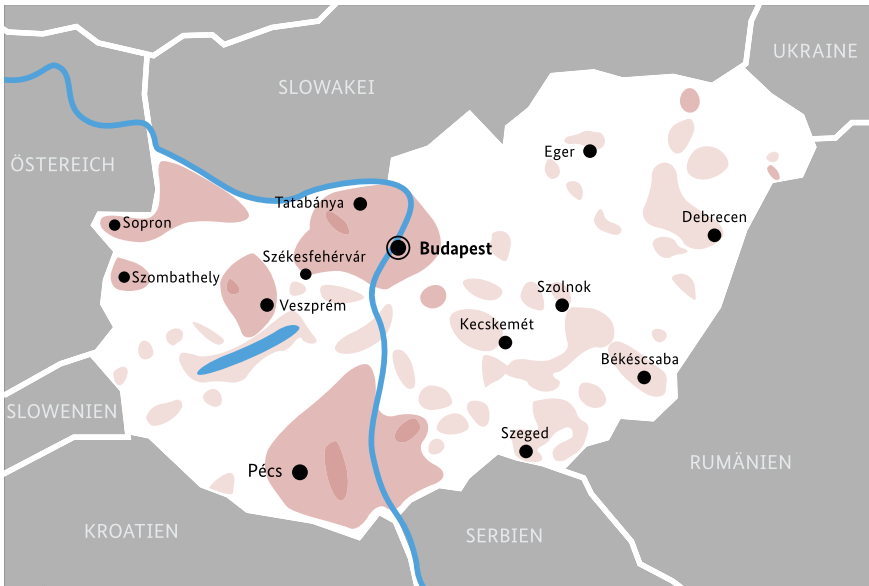 UKRAINE
SLOWAKEI
ÖSTEREICH
Eger
Tatabánya
Debrecen
Sopron
Budapest
Székesfehérvár
Szombathely
Szolnok
Veszprém
Kecskemét
Békéscsaba
SLOWENIEN
Szeged
RUMÄNIEN
Pécs
KROATIEN
SERBIEN